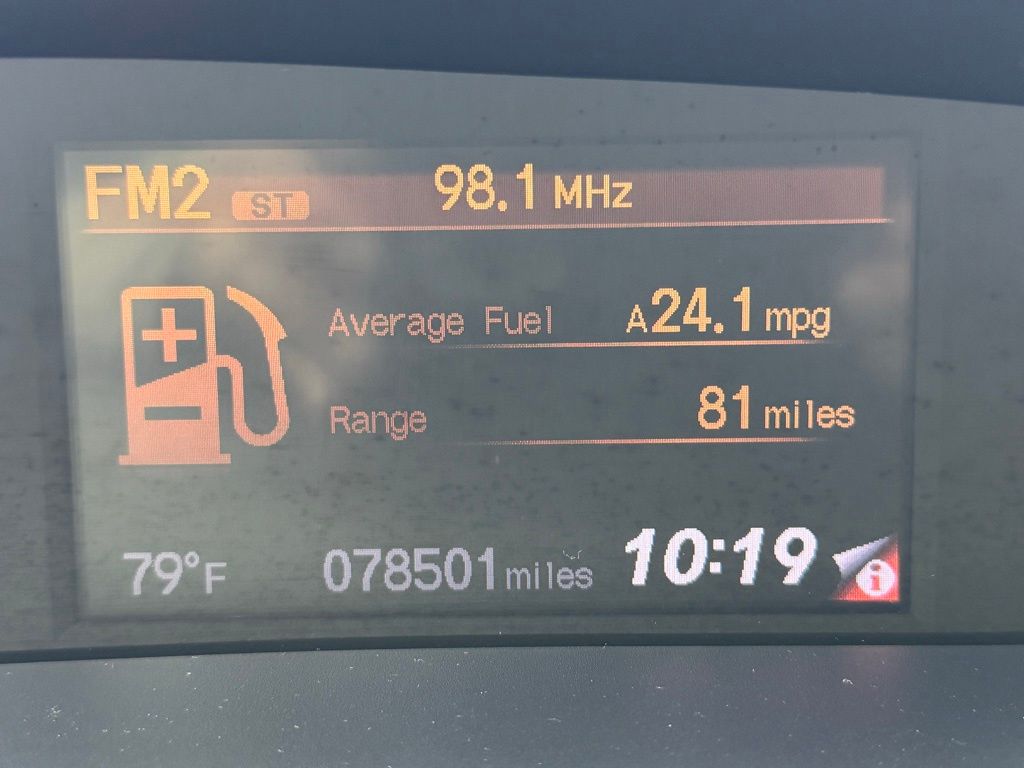 FM2 ST 98.1 MHz
Average Fuel A24.1 mpg
Range 81 miles
79°F 078501 miles 10:19 i